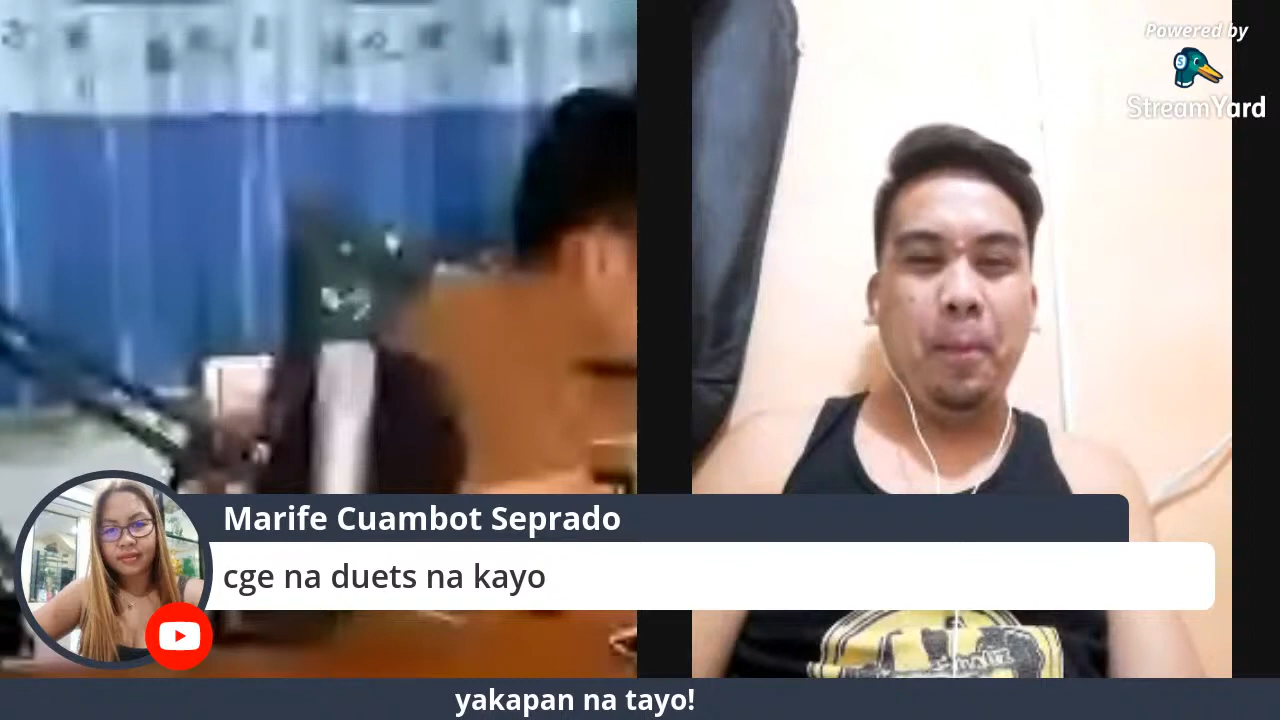 Powered by
StreamYard
Marife Cuambot Seprado
cge na duets na kayo
yakapan na tayo!